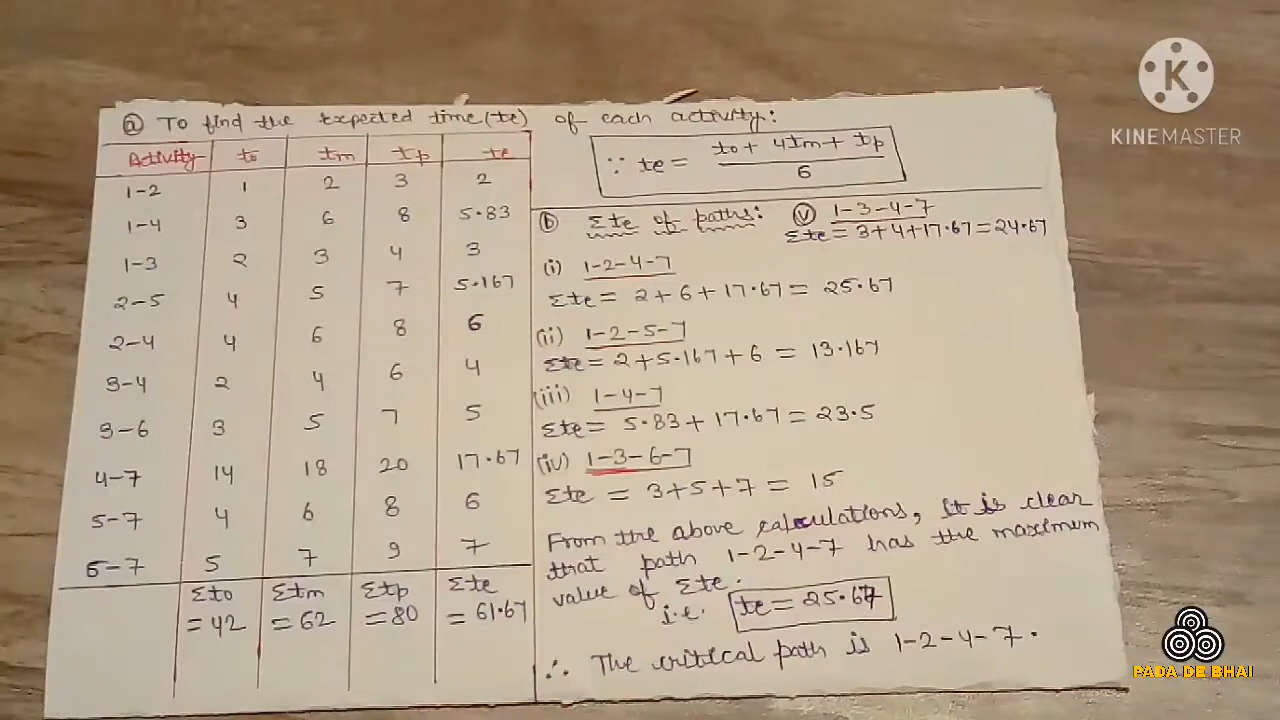 KINEMASTER
ⓐ To find the Expected time (te) of each activity:
Activity to tm tp te
1-2 1 2 3 2
1-4 3 6 8 5.83
1-3 2 3 4 3
2-5 4 5 7 5.167
2-4 4 6 8 6
3-4 2 4 6 4
3-6 3 5 7 5
4-7 14 18 20 17.67
5-7 4 6 8 6
6-7 5 7 9 7
Σto Σtm Σtp Σte
=42 =62 =80 =61.67
∵ te = to + 4tm + tp
6
ⓑ Σte of paths:
(i) 1-2-4-7
Σte = 2+6+17.67 = 25.67
(ii) 1-2-5-7
Σte = 2+5.167+6 = 13.167
(iii) 1-4-7
Σte = 5.83+17.67 = 23.5
(iv) 1-3-6-7
Σte = 3+5+7 = 15
ⓥ 1-3-4-7
Σte = 3+4+17.67 = 24.67
From the above calculations, it is clear
that path 1-2-4-7 has the maximum
value of Σte.
i.e. te = 25.67
∴ The critical path is 1-2-4-7.
PADA DE BHAI